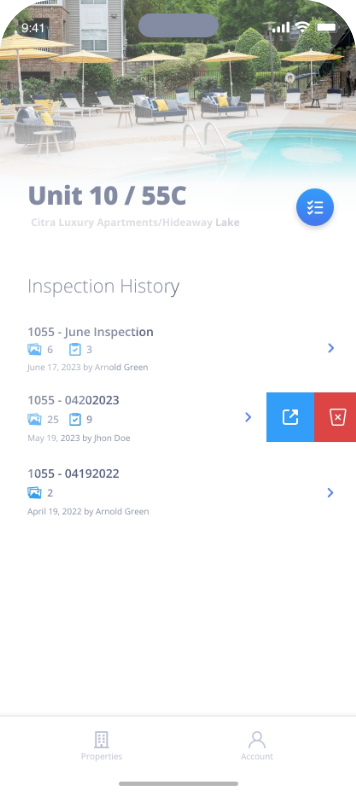 9:41
Unit 10 / 55C
Citra Luxury Apartments/Hideaway Lake
Inspection History
1055 - June Inspection
6 3
June 17, 2023 by Arnold Green
1055 - 04202023
25 9
May 19, 2023 by Jhon Doe
1055 - 04192022
2
April 19, 2022 by Arnold Green
Properties Account